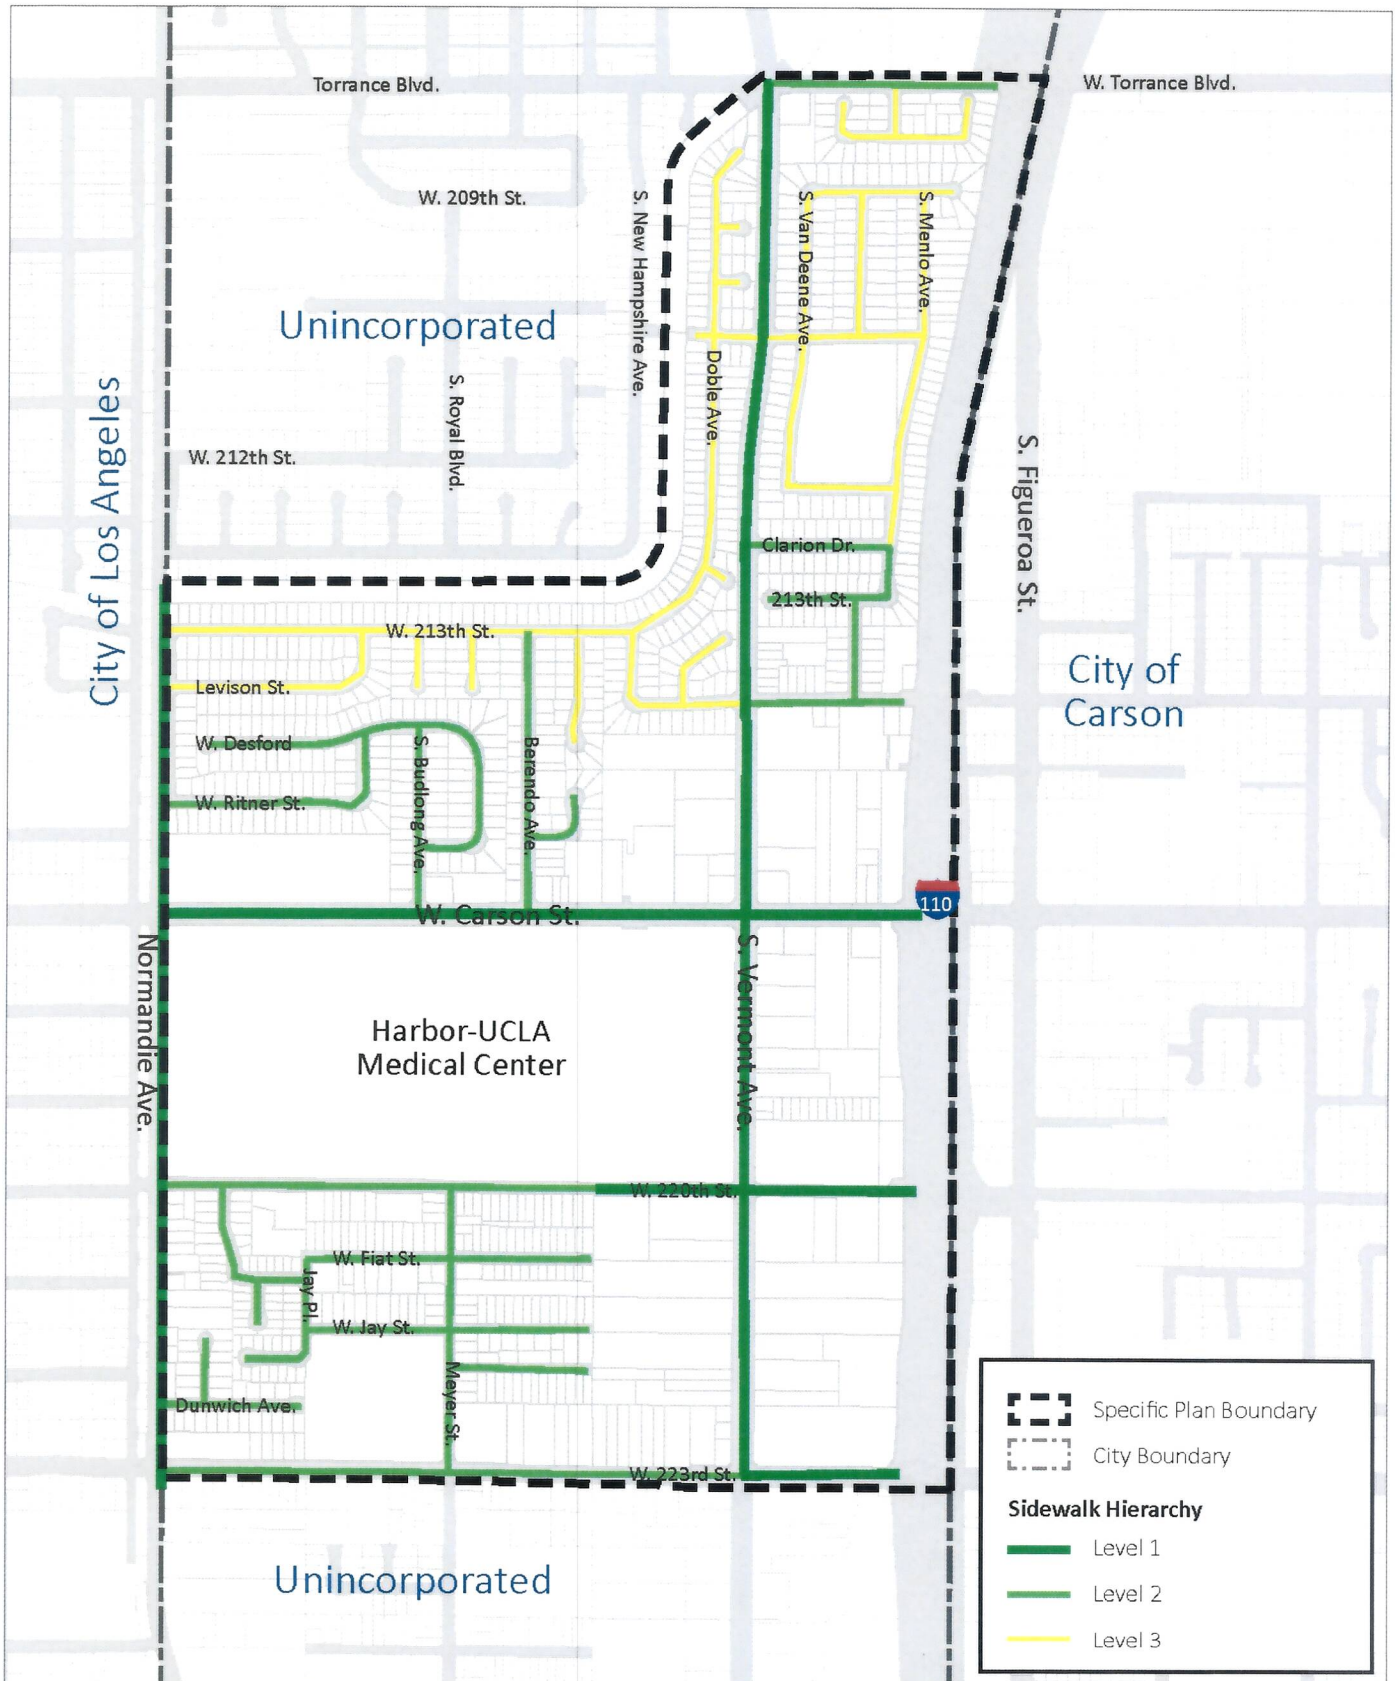 Torrance Blvd.
W. Torrance Blvd.
W. 209th St.
S. New Hampshire Ave.
S. Van Deene Ave.
S. Menlo Ave.
Unincorporated
Doble Ave.
S. Royal Blvd.
City of Los Angeles
W. 212th St.
S. Figueroa St.
Clarion Dr.
213th St.
W. 213th St.
City of
Carson
Levison St.
W. Desford
S. Budlong Ave.
Berendo Ave.
W. Ritner St.
110
W. Carson St.
Normandie Ave.
S. Vermont Ave.
Harbor-UCLA
Medical Center
W. 220th St.
W. Fiat St.
Jay Pl.
W. Jay St.
Meyer St.
Dunwich Ave.
W. 223rd St.
Unincorporated
Specific Plan Boundary
City Boundary
Sidewalk Hierarchy
Level 1
Level 2
Level 3